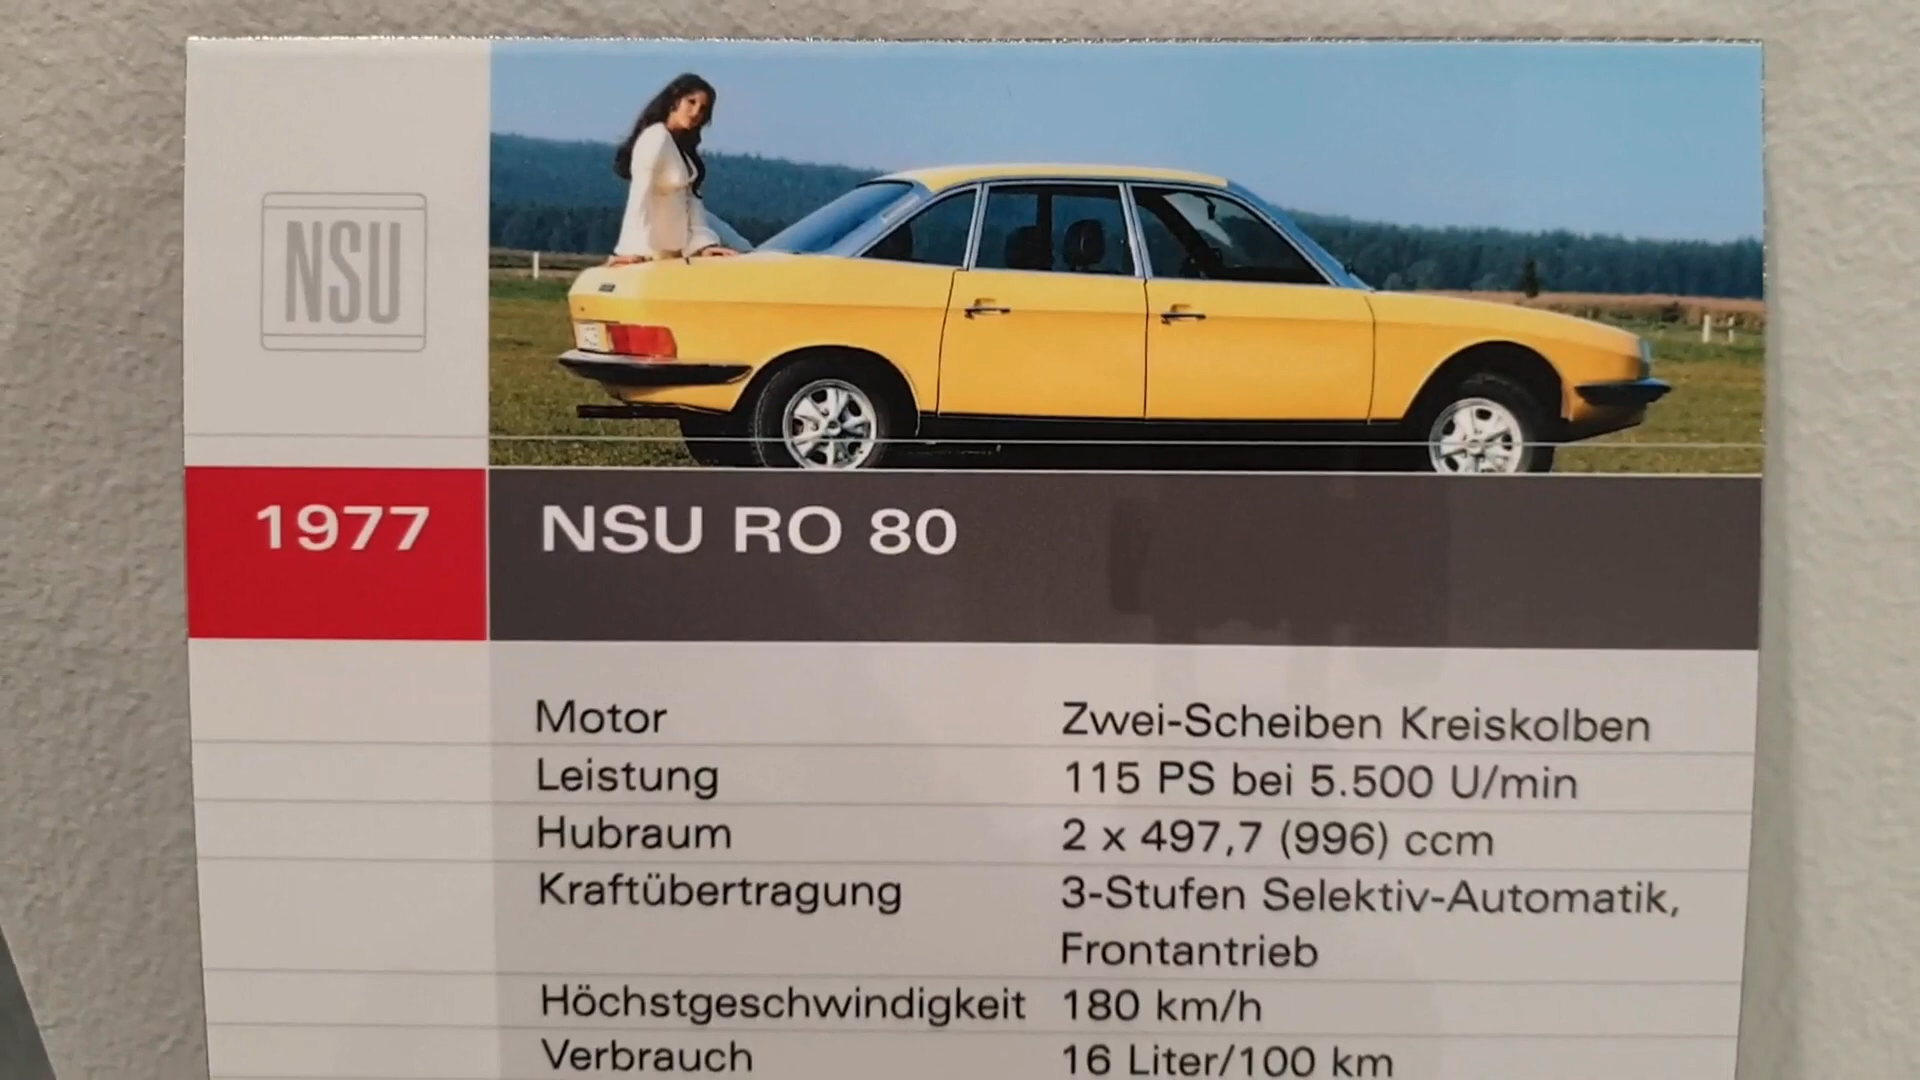 NSU
1977
NSU RO 80
Motor Zwei-Scheiben Kreiskolben
Leistung 115 PS bei 5.500 U/min
Hubraum 2 x 497,7 (996) ccm
Kraftübertragung 3-Stufen Selektiv-Automatik,
Frontantrieb
Höchstgeschwindigkeit 180 km/h
Verbrauch 16 Liter/100 km